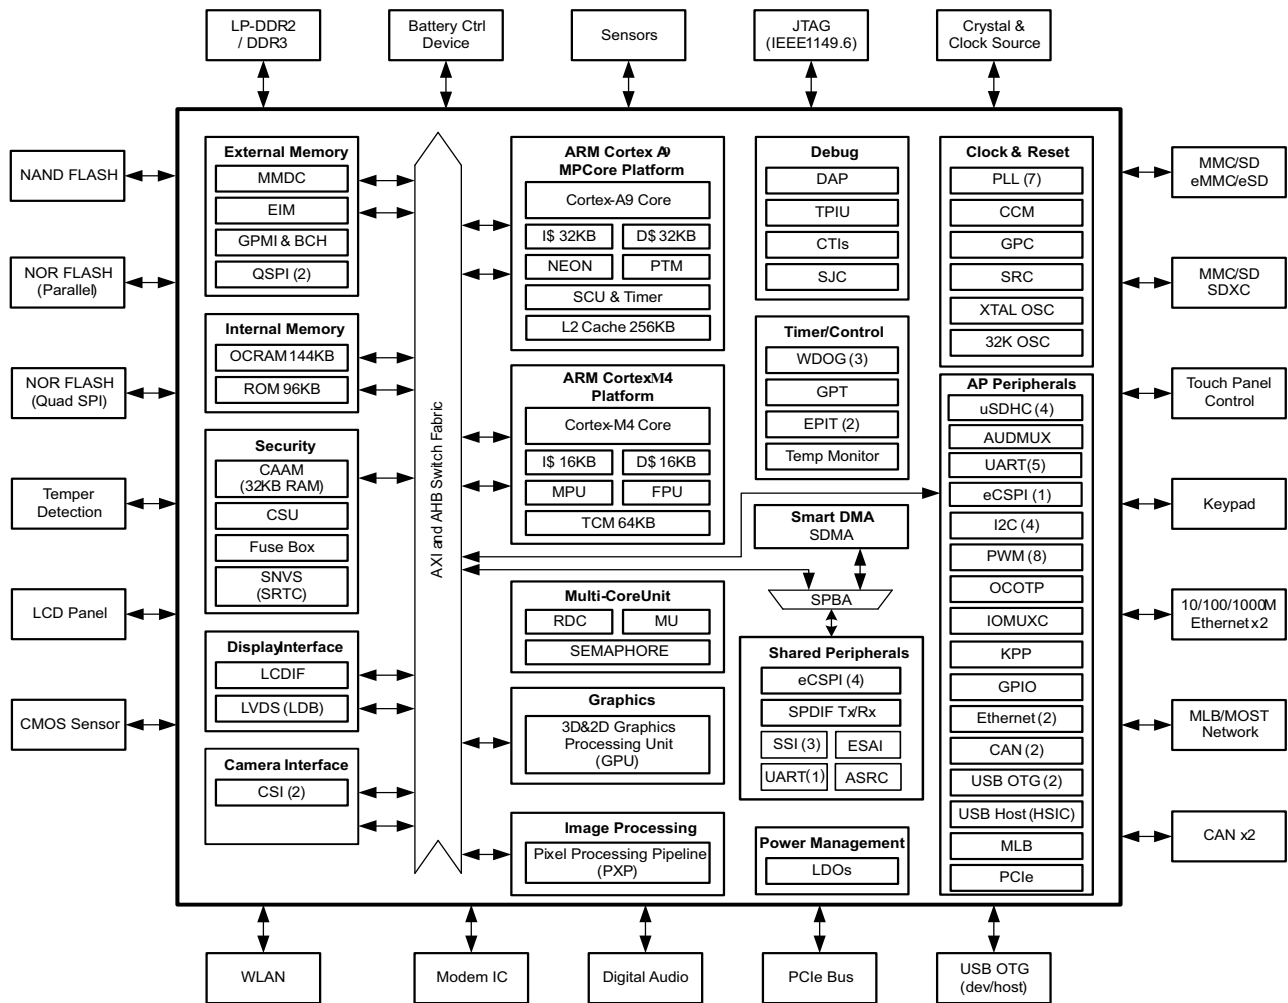 LP-DDR2
/ DDR3
Battery Ctrl
Device
Sensors
JTAG
(IEEE1149.6)
Crystal &
Clock Source
NAND FLASH
NOR FLASH
(Parallel)
NOR FLASH
(Quad SPI)
Temper
Detection
LCD Panel
CMOS Sensor
External Memory
MMDC
EIM
GPMI & BCH
QSPI (2)
Internal Memory
OCRAM 144KB
ROM 96KB
Security
CAAM
(32KB RAM)
CSU
Fuse Box
SNVS
(SRTC)
Display Interface
LCDIF
LVDS (LDB)
Camera Interface
CSI (2)
AXI and AHB Switch Fabric
ARM Cortex A9
MPCore Platform
Cortex-A9 Core
I$ 32KB
D$ 32KB
NEON
PTM
SCU & Timer
L2 Cache 256KB
ARM Cortex M4
Platform
Cortex-M4 Core
I$ 16KB
D$ 16KB
MPU
FPU
TCM 64KB
Multi-Core Unit
RDC
MU
SEMAPHORE
Graphics
3D&2D Graphics
Processing Unit
(GPU)
Image Processing
Pixel Processing Pipeline
(PXP)
Debug
DAP
TPIU
CTIs
SJC
Timer/Control
WDOG (3)
GPT
EPIT (2)
Temp Monitor
Smart DMA
SDMA
SPBA
Shared Peripherals
eCSPI (4)
SPDIF Tx/Rx
SSI (3)
ESAI
UART(1)
ASRC
Power Management
LDOs
Clock & Reset
PLL (7)
CCM
GPC
SRC
XTAL OSC
32K OSC
AP Peripherals
uSDHC (4)
AUDMUX
UART(5)
eCSPI (1)
I2C (4)
PWM (8)
OCOTP
IOMUXC
KPP
GPIO
Ethernet (2)
CAN (2)
USB OTG (2)
USB Host (HSIC)
MLB
PCIe
MMC/SD
eMMC/eSD
MMC/SD
SDXC
Touch Panel
Control
Keypad
10/100/1000M
Ethernet x2
MLB/MOST
Network
CAN x2
WLAN
Modem IC
Digital Audio
PCIe Bus
USB OTG
(dev/host)